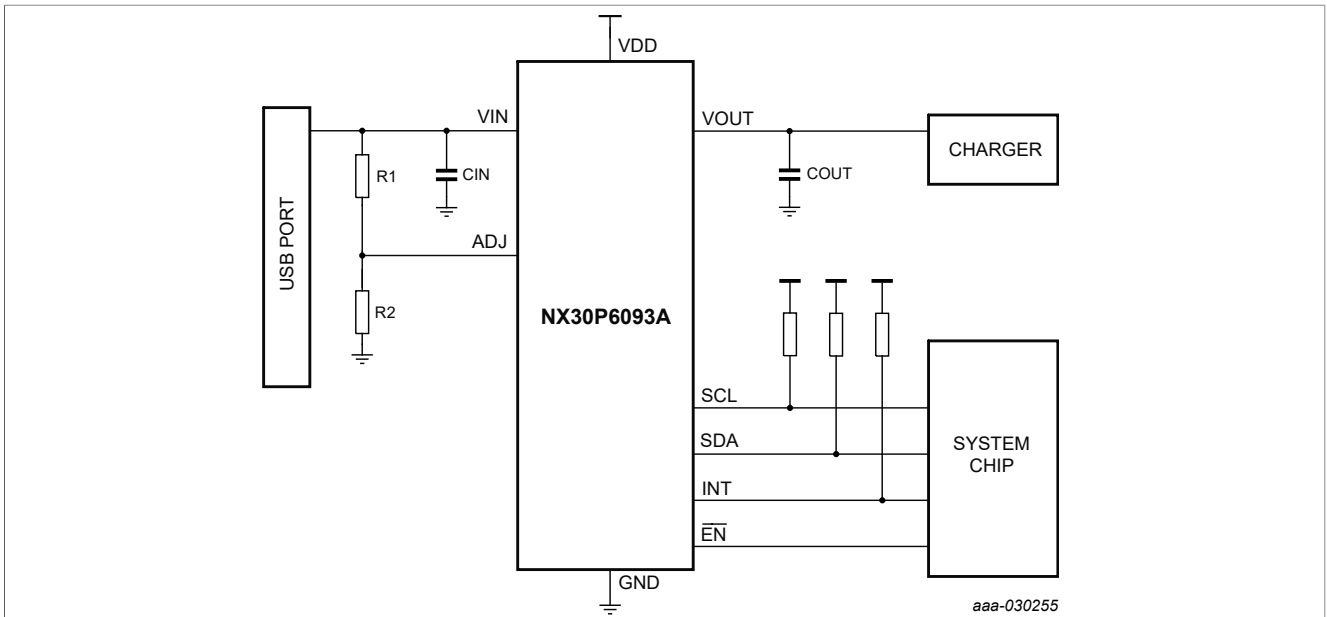 VDD
VIN
VOUT
CHARGER
R1
CIN
COUT
USB PORT
ADJ
R2
NX30P6093A
SCL
SDA
SYSTEM
CHIP
INT
EN
GND
aaa-030255